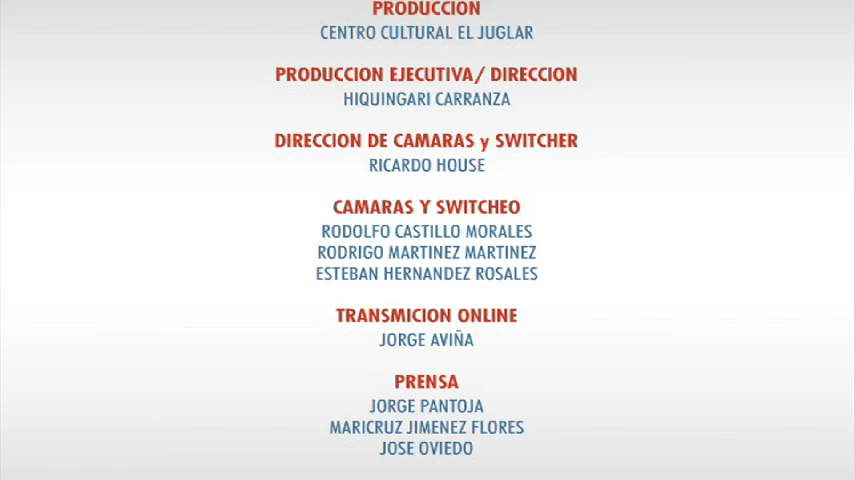 PRODUCCION
CENTRO CULTURAL EL JUGLAR
PRODUCCION EJECUTIVA/ DIRECCION
HIQUINGARI CARRANZA
DIRECCION DE CAMARAS y SWITCHER
RICARDO HOUSE
CAMARAS Y SWITCHEO
RODOLFO CASTILLO MORALES
RODRIGO MARTINEZ MARTINEZ
ESTEBAN HERNANDEZ ROSALES
TRANSMICION ONLINE
JORGE AVIÑA
PRENSA
JORGE PANTOJA
MARICRUZ JIMENEZ FLORES
JOSE OVIEDO